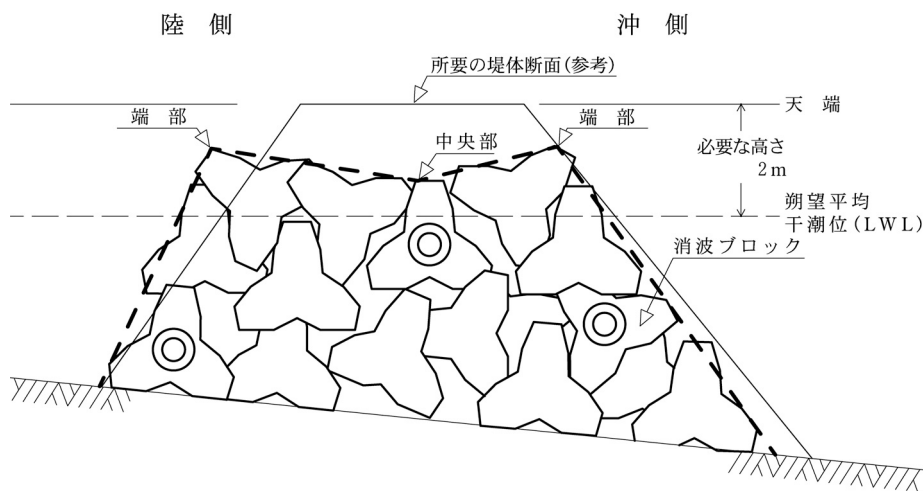 陸 側
沖 側
所要の堤体断面(参考)
天 端
端 部
端 部
中央部
必要な高さ
2m
朔望平均
干潮位(LWL)
消波ブロック